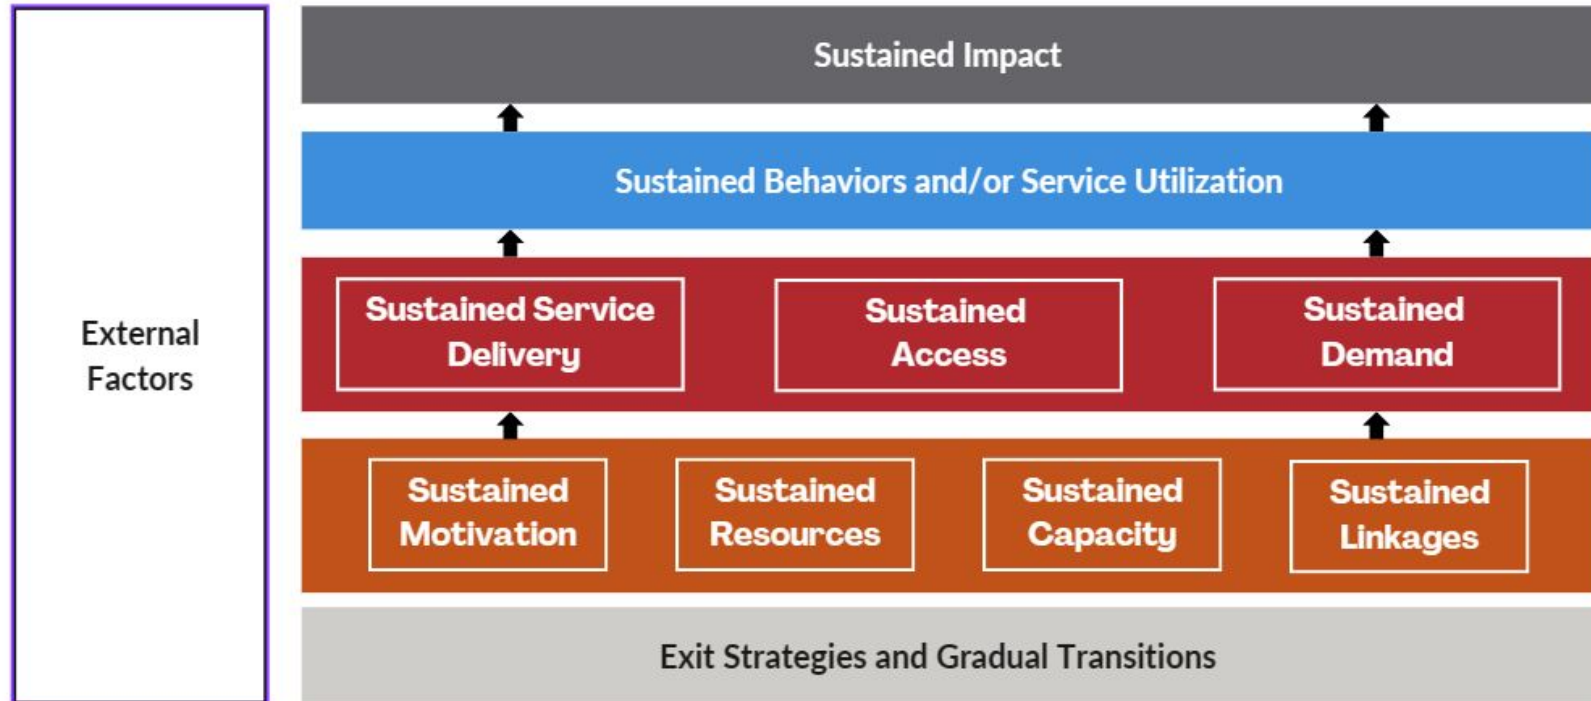 External
Factors
Sustained Impact
Sustained Behaviors and/or Service Utilization
Sustained Service
Delivery
Sustained
Access
Sustained
Demand
Sustained
Motivation
Sustained
Resources
Sustained
Capacity
Sustained
Linkages
Exit Strategies and Gradual Transitions